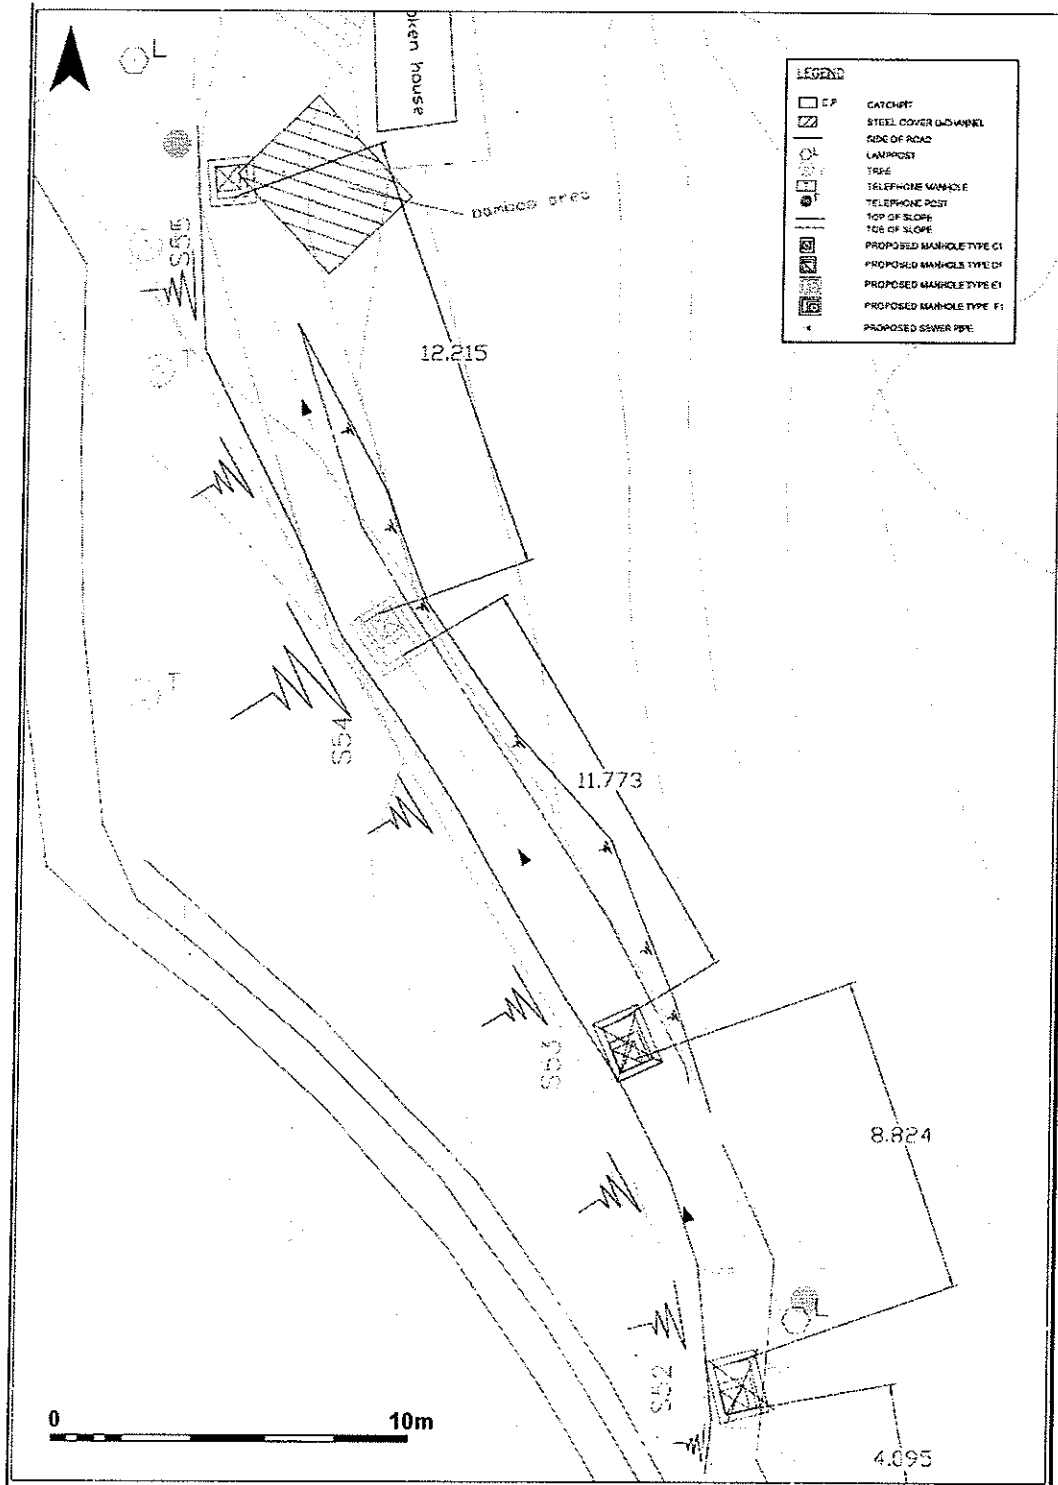 L
oken house
LEGEND
C.P CATCHPIT
STEEL COVER U-CHANNEL
SIDE OF ROAD
L LAMPPOST
TREE
TELEPHONE MANHOLE
T TELEPHONE POST
TOP OF SLOPE
TOE OF SLOPE
PROPOSED MANHOLE TYPE C1
PROPOSED MANHOLE TYPE D1
PROPOSED MANHOLE TYPE E1
PROPOSED MANHOLE TYPE F1
PROPOSED SEWER PIPE
bamboo area
S55
12.215
T
T
S54
11.773
S53
8.824
L
S52
0 10m
4.095